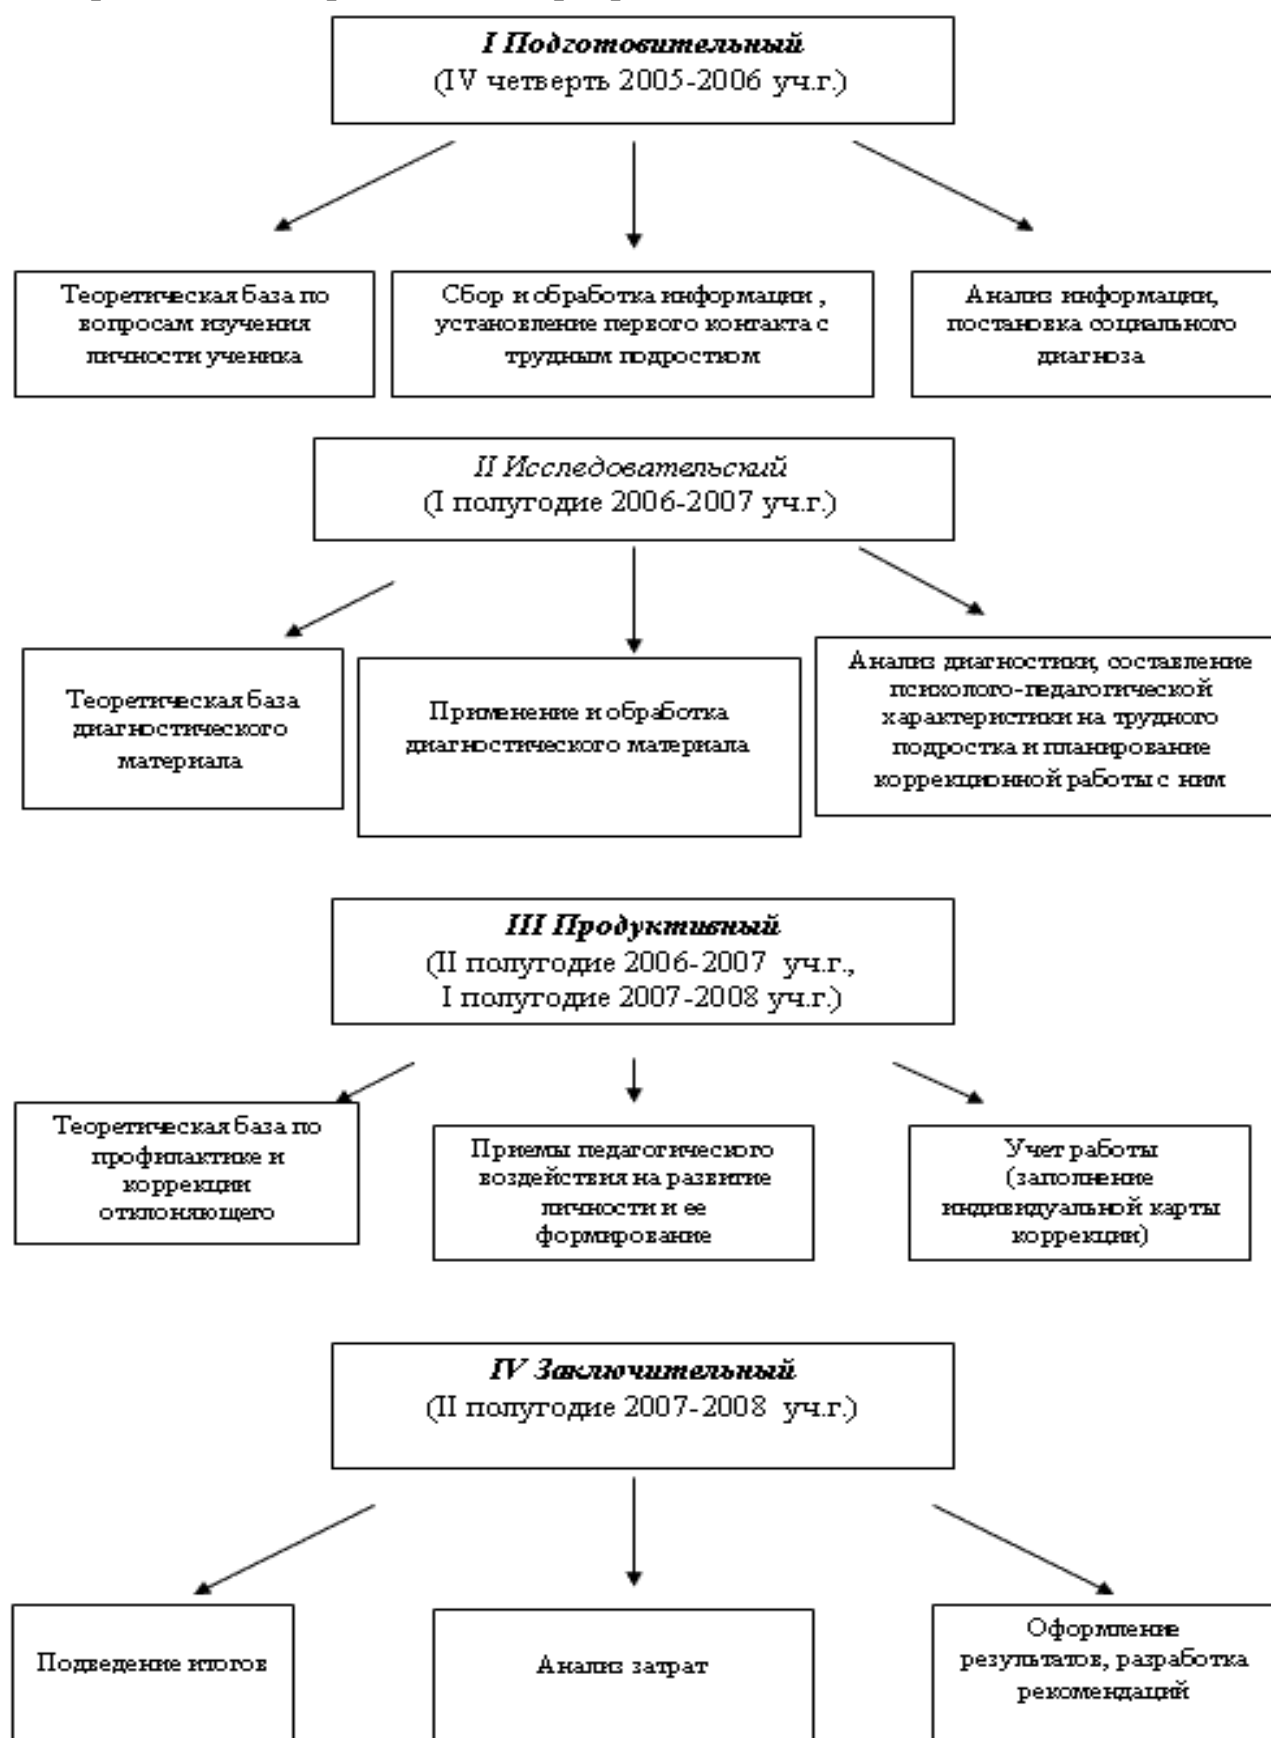 I Подготовительный
(IV четверть 2005-2006 уч.г.)
Теоретическая база по
вопросам изучения
личности ученика
Сбор и обработка информации ,
установление первого контакта с
трудным подростком
Анализ информации,
постановка социального
диагноза
II Исследовательский
(I полугодие 2006-2007 уч.г.)
Теоретическая база
диагностического
материала
Применение и обработка
диагностического материала
Анализ диагностики, составление
психолого-педагогической
характеристики на трудного
подростка и планирование
коррекционной работы с ним
III Продуктивный
(II полугодие 2006-2007 уч.г.,
I полугодие 2007-2008 уч.г.)
Теоретическая база по
профилактике и
коррекции
отклоняющего
Приемы педагогического
воздействия на развитие
личности и ее
формирование
Учет работы
(заполнение
индивидуальной карты
коррекции)
IV Заключительный
(II полугодие 2007-2008 уч.г.)
Подведение итогов
Анализ затрат
Оформление
результатов, разработка
рекомендаций